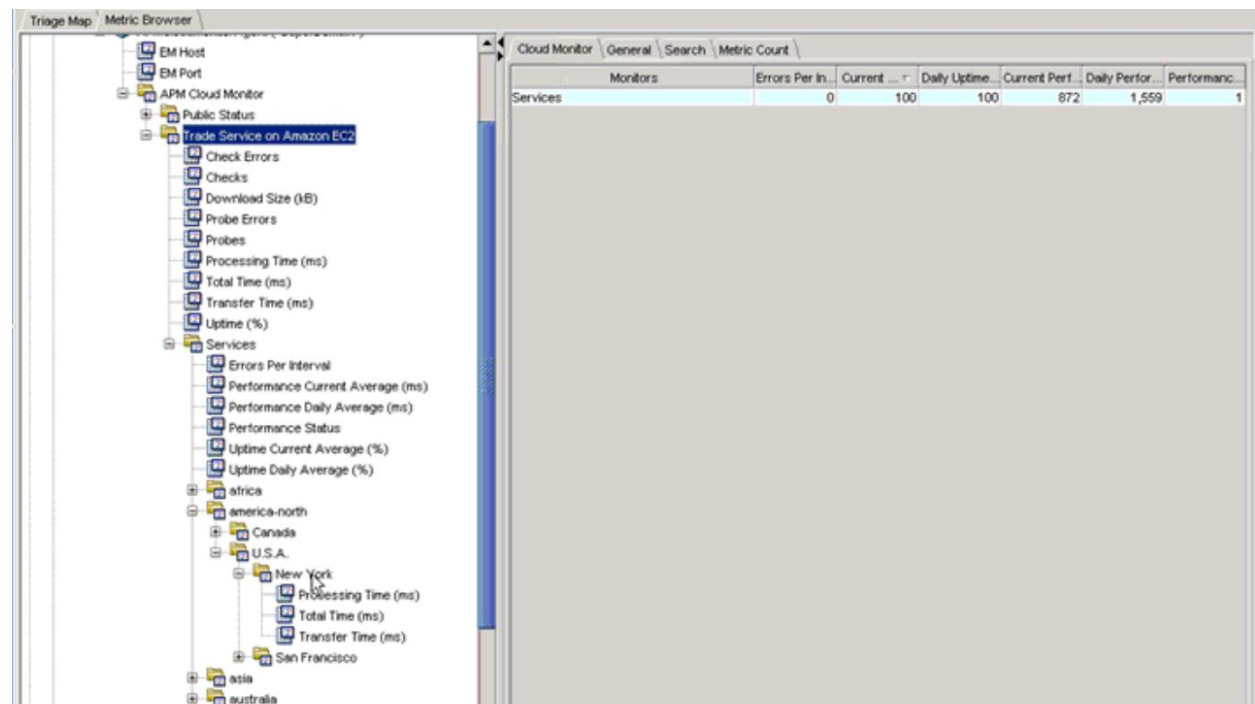 Triage Map Metric Browser
EM Host
EM Port
APM Cloud Monitor
Public Status
Trade Service on Amazon EC2
Check Errors
Checks
Download Size (kB)
Probe Errors
Probes
Processing Time (ms)
Total Time (ms)
Transfer Time (ms)
Uptime (%)
Services
Errors Per Interval
Performance Current Average (ms)
Performance Daily Average (ms)
Performance Status
Uptime Current Average (%)
Uptime Daily Average (%)
africa
america-north
Canada
U.S.A.
New York
Processing Time (ms)
Total Time (ms)
Transfer Time (ms)
San Francisco
asia
australia
Cloud Monitor General Search Metric Count
Monitors Errors Per In... Current ... Daily Uptime... Current Perf... Daily Perfor... Performanc...
Services 0 100 100 872 1,559 1